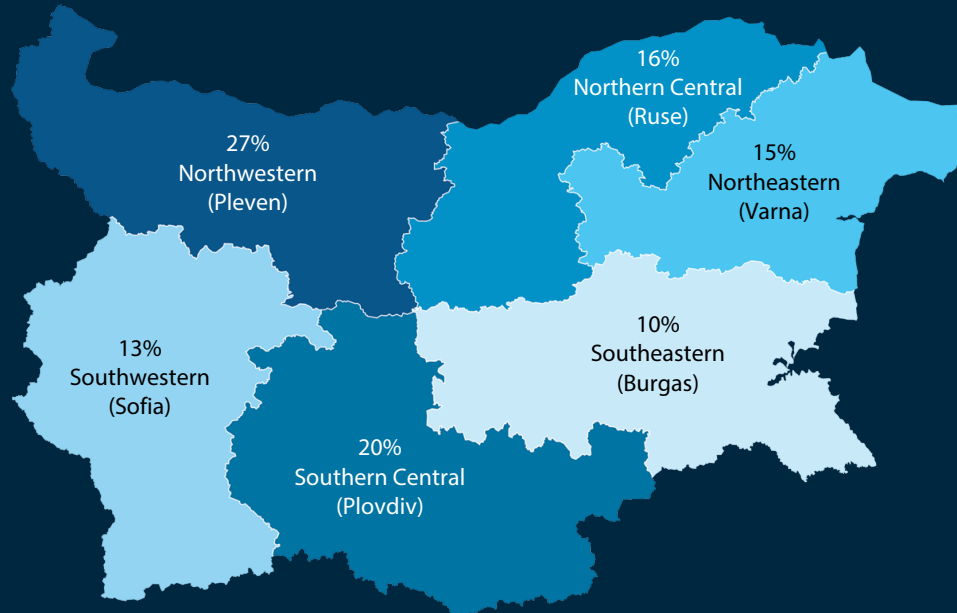 16%
Northern Central
(Ruse)
27%
Northwestern
(Pleven)
15%
Northeastern
(Varna)
13%
Southwestern
(Sofia)
10%
Southeastern
(Burgas)
20%
Southern Central
(Plovdiv)